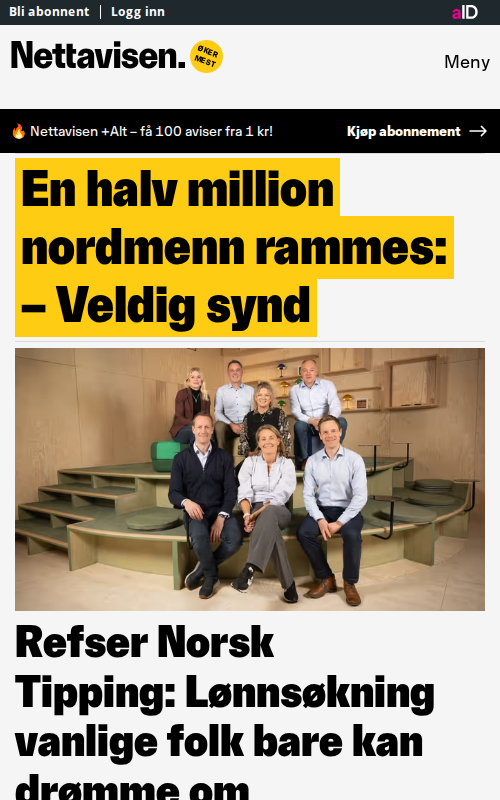 Bli abonnent
Logg inn
aID
Nettavisen.
ØKER
MEST
Meny
🔥 Nettavisen +Alt – få 100 aviser fra 1 kr!
Kjøp abonnement →
En halv million
nordmenn rammes:
– Veldig synd
Refser Norsk
Tipping: Lønnsøkning
vanlige folk bare kan
drømme om